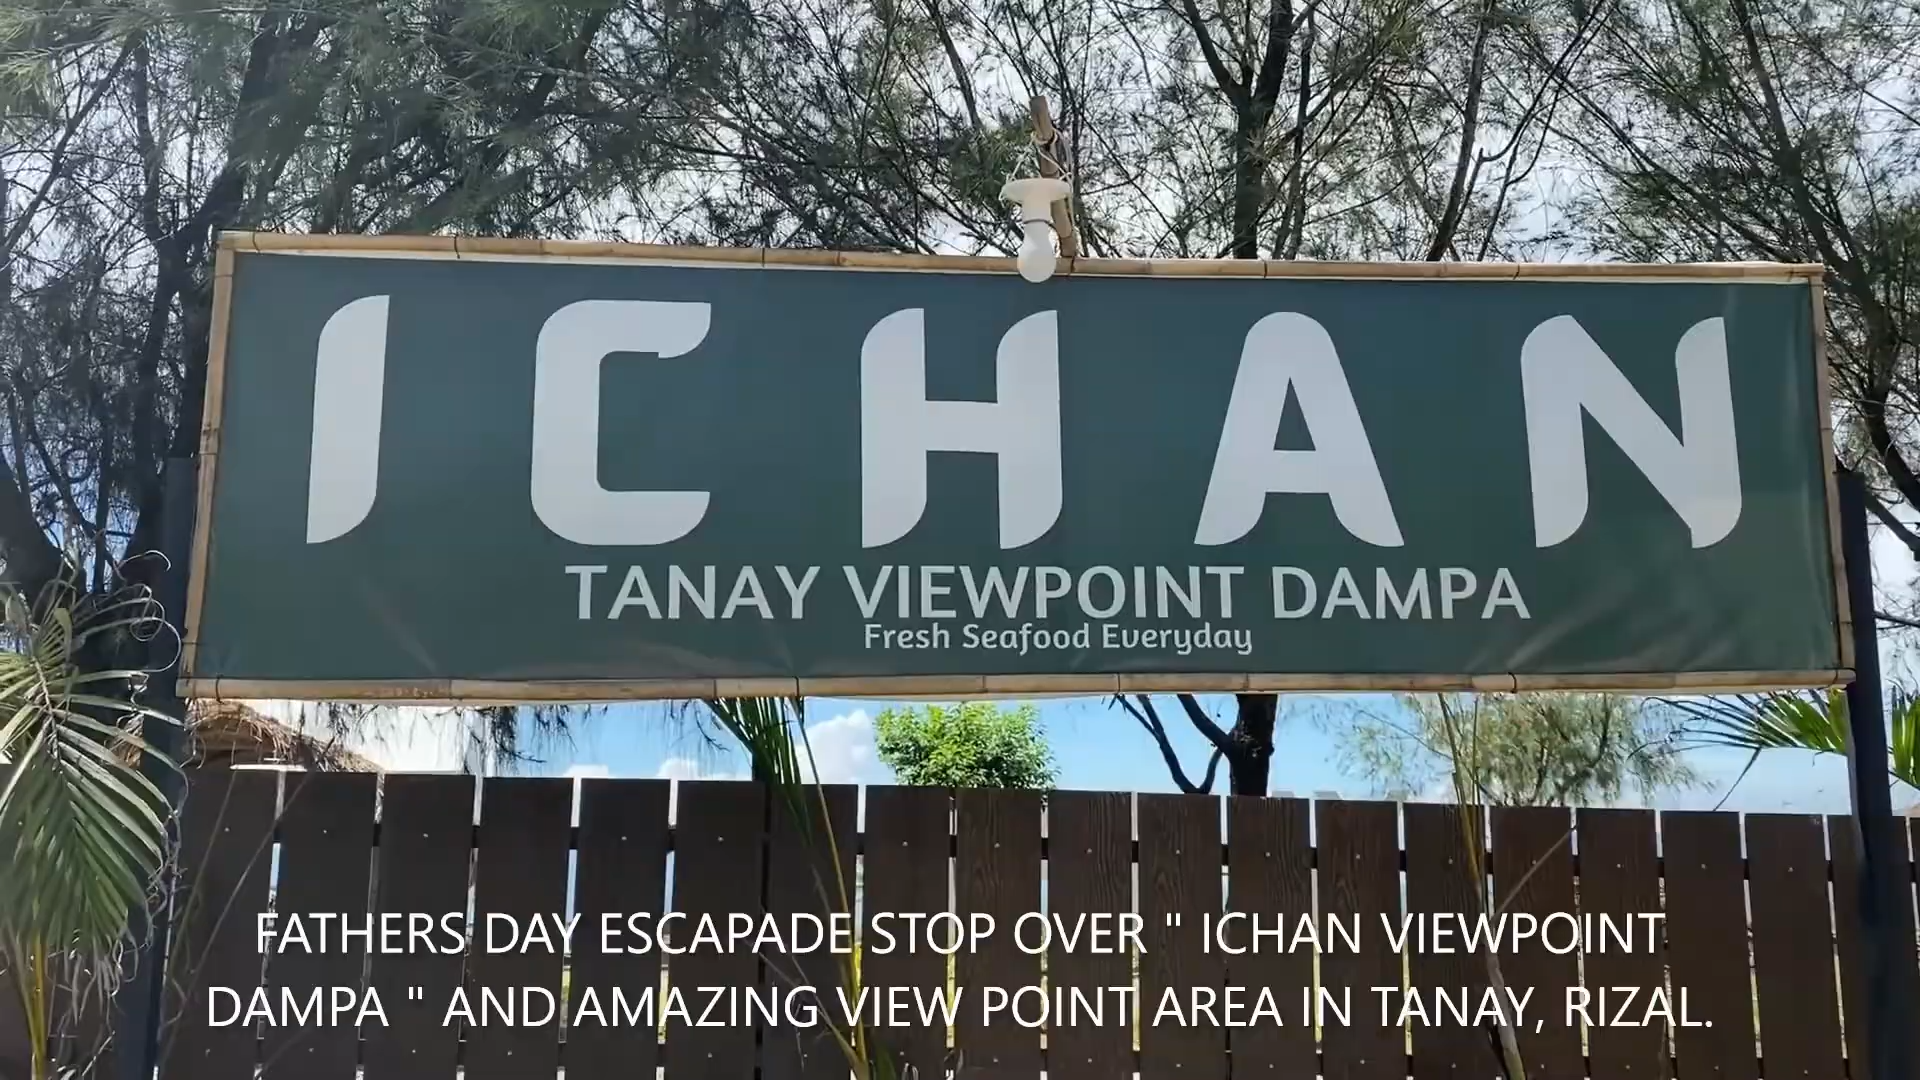 ICHAN
TANAY VIEWPOINT DAMPA
Fresh Seafood Everyday
FATHERS DAY ESCAPADE STOP OVER " ICHAN VIEWPOINT
DAMPA " AND AMAZING VIEW POINT AREA IN TANAY, RIZAL.